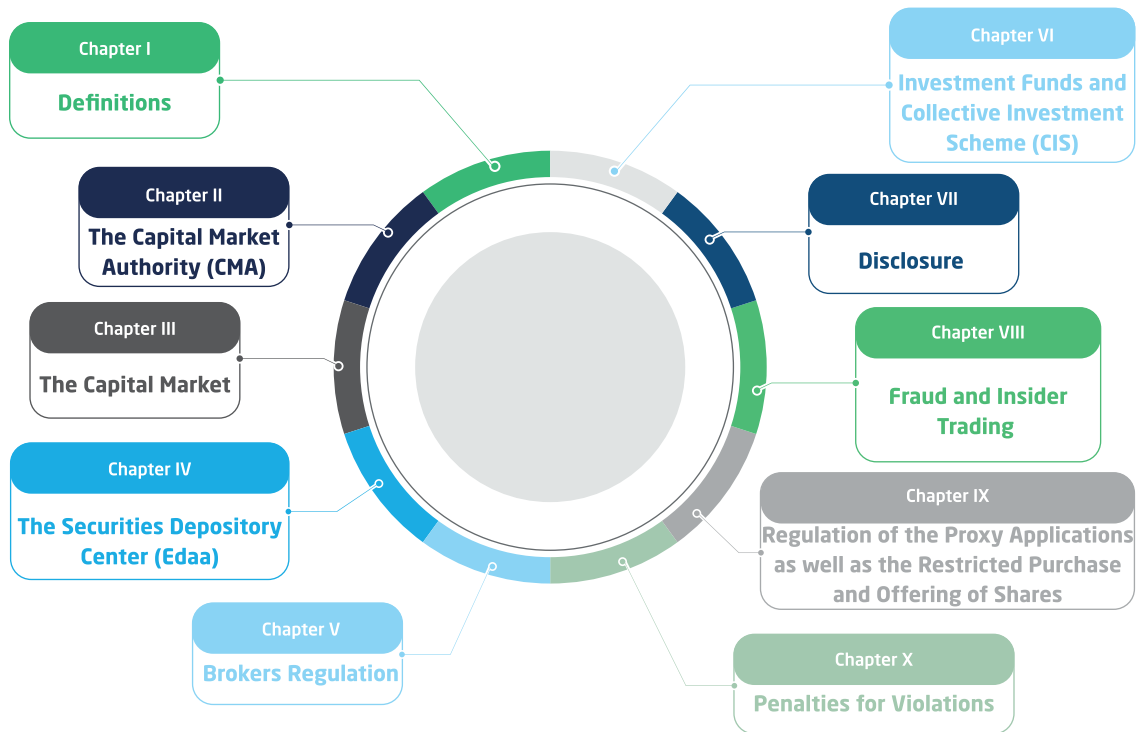 Chapter I
Definitions
Chapter II
The Capital Market
Authority (CMA)
Chapter III
The Capital Market
Chapter IV
The Securities Depository
Center (Edaa)
Chapter V
Brokers Regulation
Chapter VI
Investment Funds and
Collective Investment
Scheme (CIS)
Chapter VII
Disclosure
Chapter VIII
Fraud and Insider
Trading
Chapter IX
Regulation of the Proxy Applications
as well as the Restricted Purchase
and Offering of Shares
Chapter X
Penalties for Violations